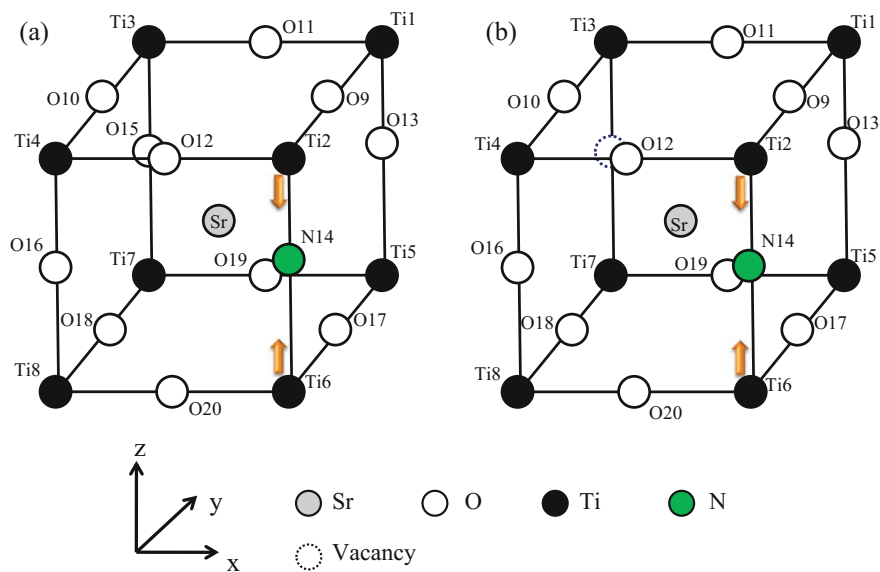 (a)
Ti3
O11
Ti1
O10
O9
O13
Ti4
O15
O12
Ti2
Sr
N14
O16
Ti7
O19
Ti5
O18
O17
Ti8
O20
Ti6
(b)
Ti3
O11
Ti1
O10
O9
O13
Ti4
O12
Ti2
Sr
N14
O16
Ti7
O19
Ti5
O18
O17
Ti8
O20
Ti6
z
y
x
Sr
O
Ti
N
Vacancy